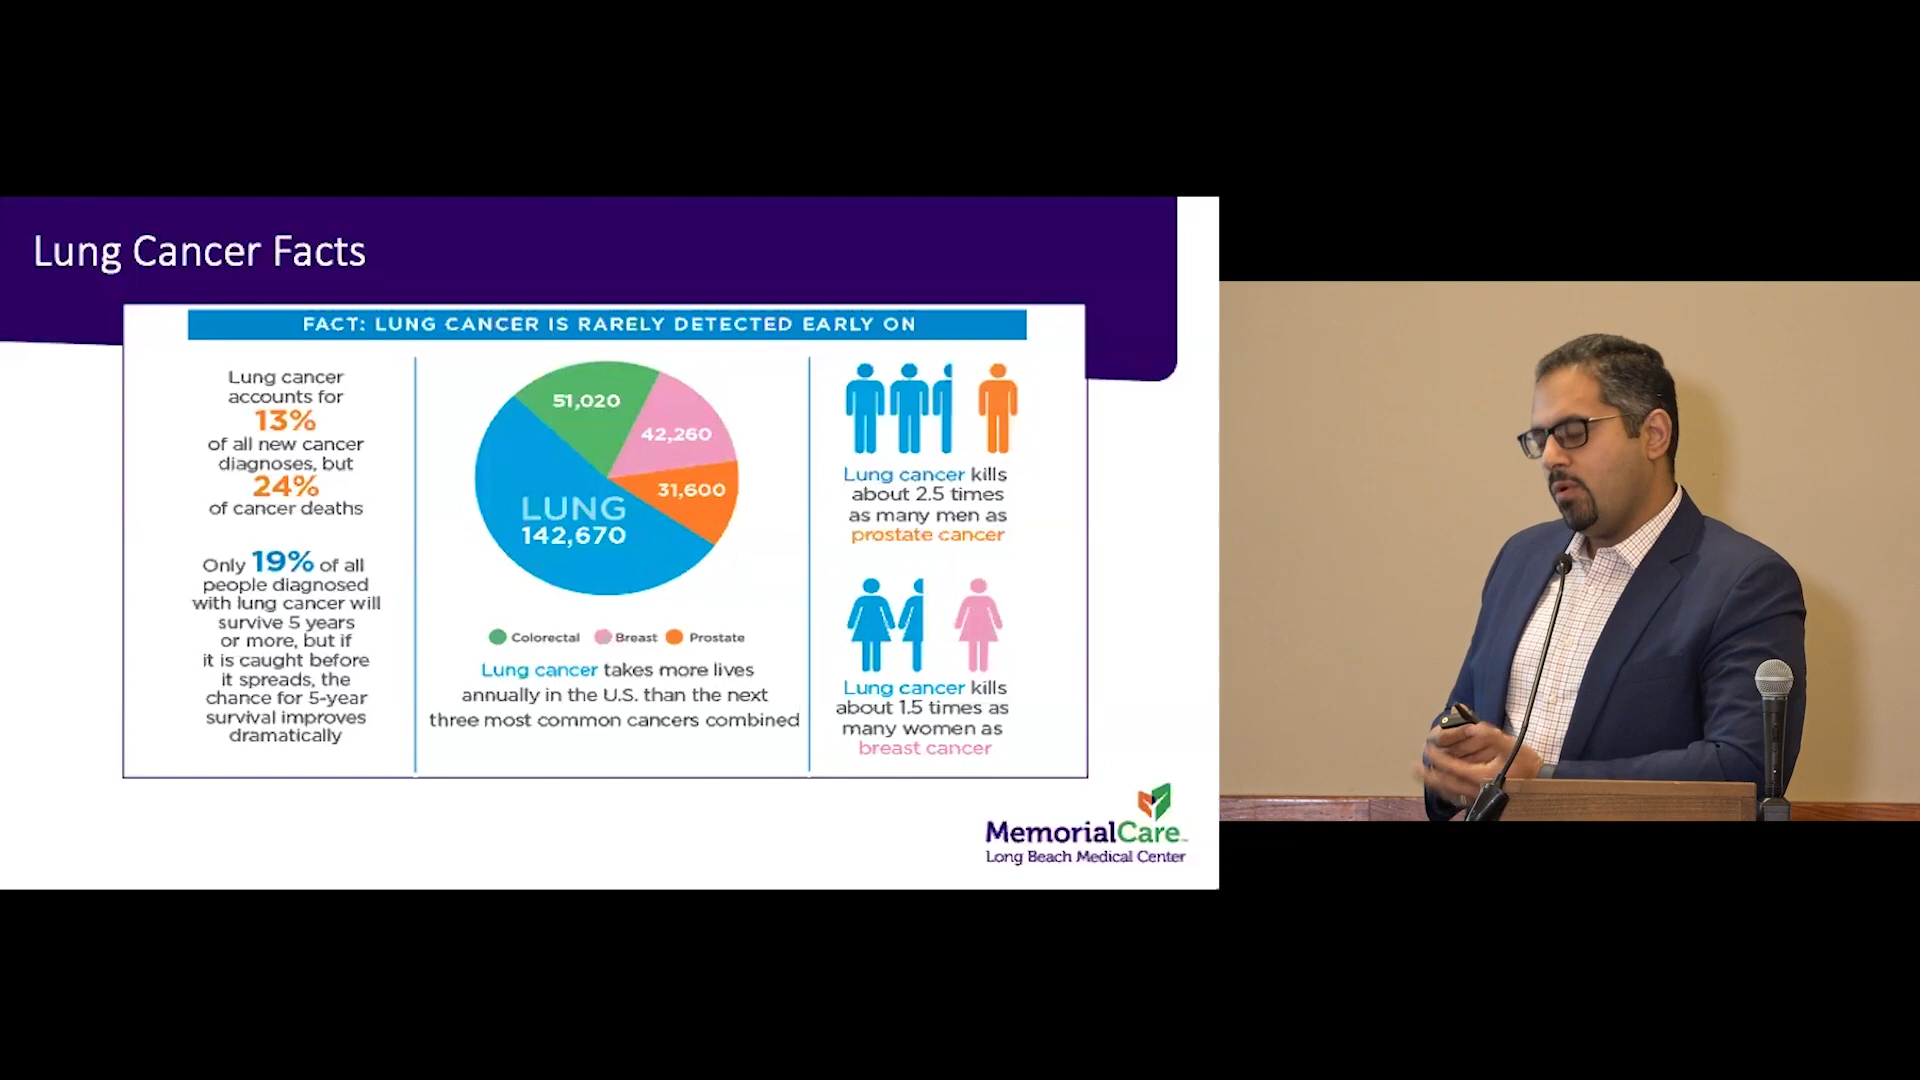 Lung Cancer Facts
FACT: LUNG CANCER IS RARELY DETECTED EARLY ON
Lung cancer
accounts for
13%
of all new cancer
diagnoses, but
24%
of cancer deaths
Only 19% of all
people diagnosed
with lung cancer will
survive 5 years
or more, but if
it is caught before
it spreads, the
chance for 5-year
survival improves
dramatically
51,020
42,260
31,600
LUNG
142,670
Colorectal Breast Prostate
Lung cancer takes more lives
annually in the U.S. than the next
three most common cancers combined
Lung cancer kills
about 2.5 times
as many men as
prostate cancer
Lung cancer kills
about 1.5 times as
many women as
breast cancer
MemorialCare™
Long Beach Medical Center